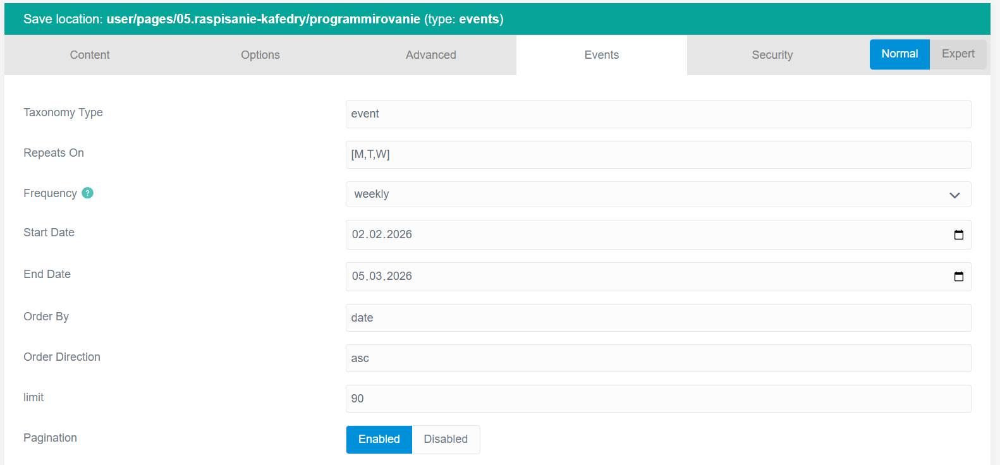 Save location: user/pages/05.raspisanie-kafedry/programmirovanie (type: events)
Content Options Advanced Events Security Normal Expert
Taxonomy Type event
Repeats On [M,T,W]
Frequency ? weekly
Start Date 02.02.2026
End Date 05.03.2026
Order By date
Order Direction asc
limit 90
Pagination Enabled Disabled